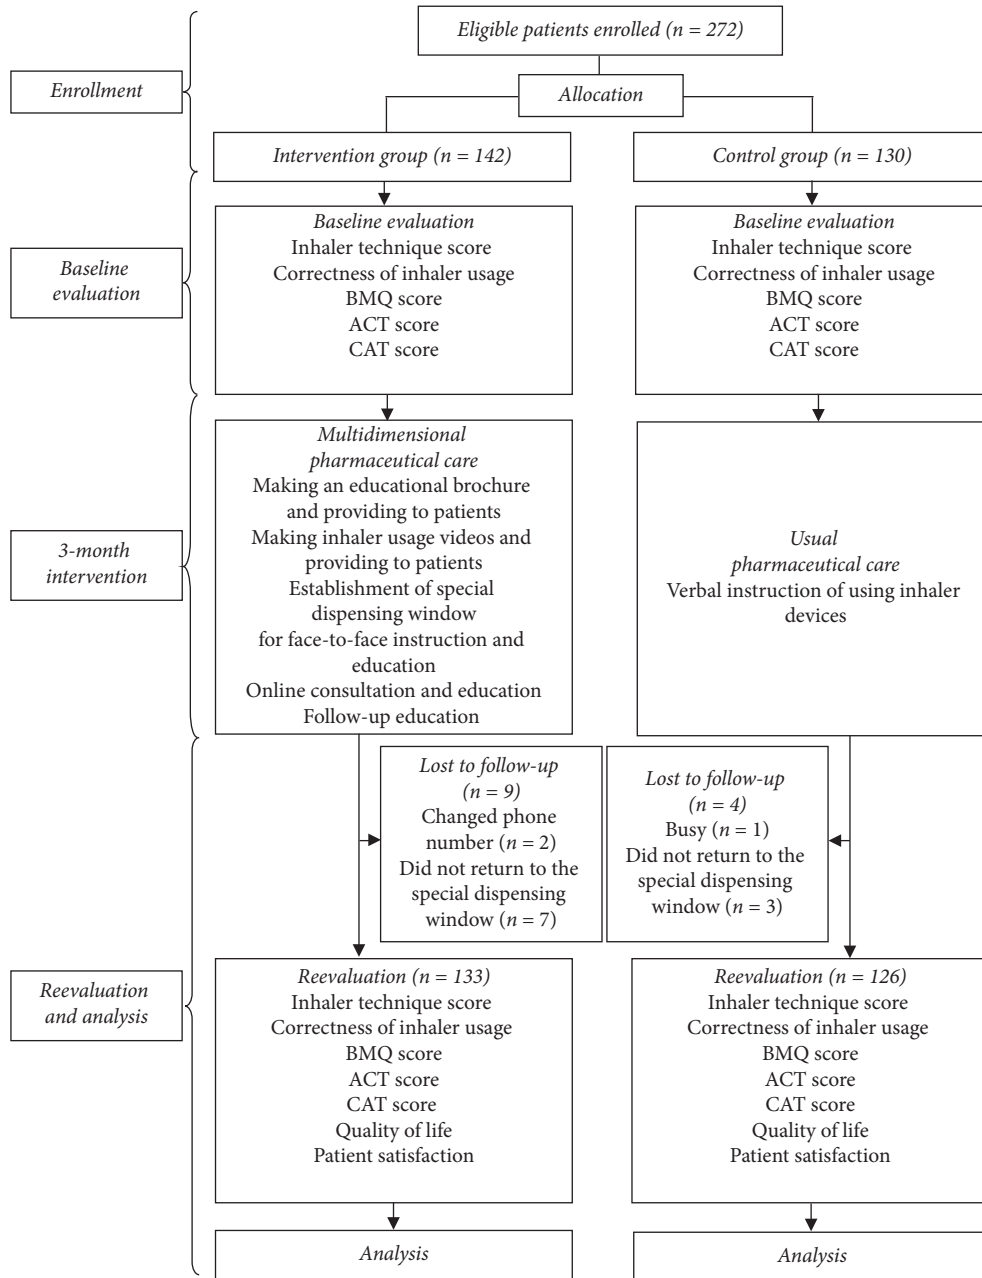 Eligible patients enrolled (n = 272)
Enrollment
Allocation
Intervention group (n = 142)
Control group (n = 130)
Baseline
evaluation
Baseline evaluation
Inhaler technique score
Correctness of inhaler usage
BMQ score
ACT score
CAT score
Baseline evaluation
Inhaler technique score
Correctness of inhaler usage
BMQ score
ACT score
CAT score
3-month
intervention
Multidimensional
pharmaceutical care
Making an educational brochure
and providing to patients
Making inhaler usage videos and
providing to patients
Establishment of special
dispensing window
for face-to-face instruction and
education
Online consultation and education
Follow-up education
Usual
pharmaceutical care
Verbal instruction of using inhaler
devices
Lost to follow-up
(n = 9)
Changed phone
number (n = 2)
Did not return to the
special dispensing
window (n = 7)
Lost to follow-up
(n = 4)
Busy (n = 1)
Did not return to the
special dispensing
window (n = 3)
Reevaluation
and analysis
Reevaluation (n = 133)
Inhaler technique score
Correctness of inhaler usage
BMQ score
ACT score
CAT score
Quality of life
Patient satisfaction
Reevaluation (n = 126)
Inhaler technique score
Correctness of inhaler usage
BMQ score
ACT score
CAT score
Quality of life
Patient satisfaction
Analysis
Analysis